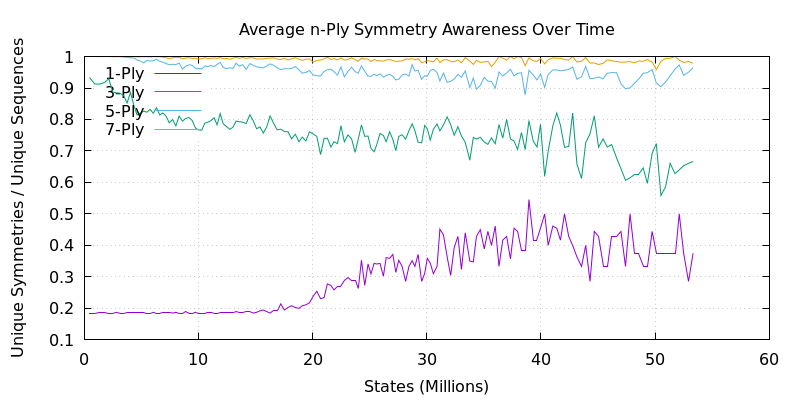 Average n-Ply Symmetry Awareness Over Time
Unique Symmetries / Unique Sequences
1
0.9
0.8
0.7
0.6
0.5
0.4
0.3
0.2
0.1
1-Ply
3-Ply
5-Ply
7-Ply
0 10 20 30 40 50 60
States (Millions)